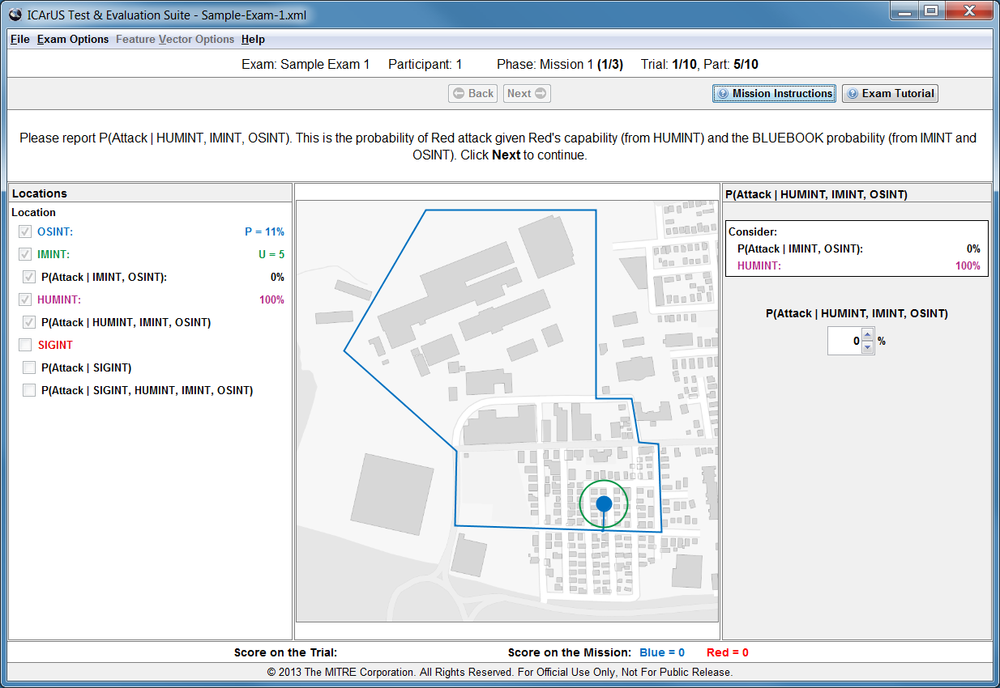 ICArUS Test & Evaluation Suite - Sample-Exam-1.xml
File Exam Options Feature Vector Options Help
Exam: Sample Exam 1 Participant: 1 Phase: Mission 1 (1/3) Trial: 1/10, Part: 5/10
Back Next Mission Instructions Exam Tutorial
Please report P(Attack | HUMINT, IMINT, OSINT). This is the probability of Red attack given Red's capability (from HUMINT) and the BLUEBOOK probability (from IMINT and
OSINT). Click Next to continue.
Locations
Location
OSINT: P = 11%
IMINT: U = 5
P(Attack | IMINT, OSINT): 0%
HUMINT: 100%
P(Attack | HUMINT, IMINT, OSINT)
SIGINT
P(Attack | SIGINT)
P(Attack | SIGINT, HUMINT, IMINT, OSINT)
P(Attack | HUMINT, IMINT, OSINT)
Consider:
P(Attack | IMINT, OSINT): 0%
HUMINT: 100%
P(Attack | HUMINT, IMINT, OSINT)
0 %
Score on the Trial: Score on the Mission: Blue = 0 Red = 0
© 2013 The MITRE Corporation. All Rights Reserved. For Official Use Only, Not For Public Release.